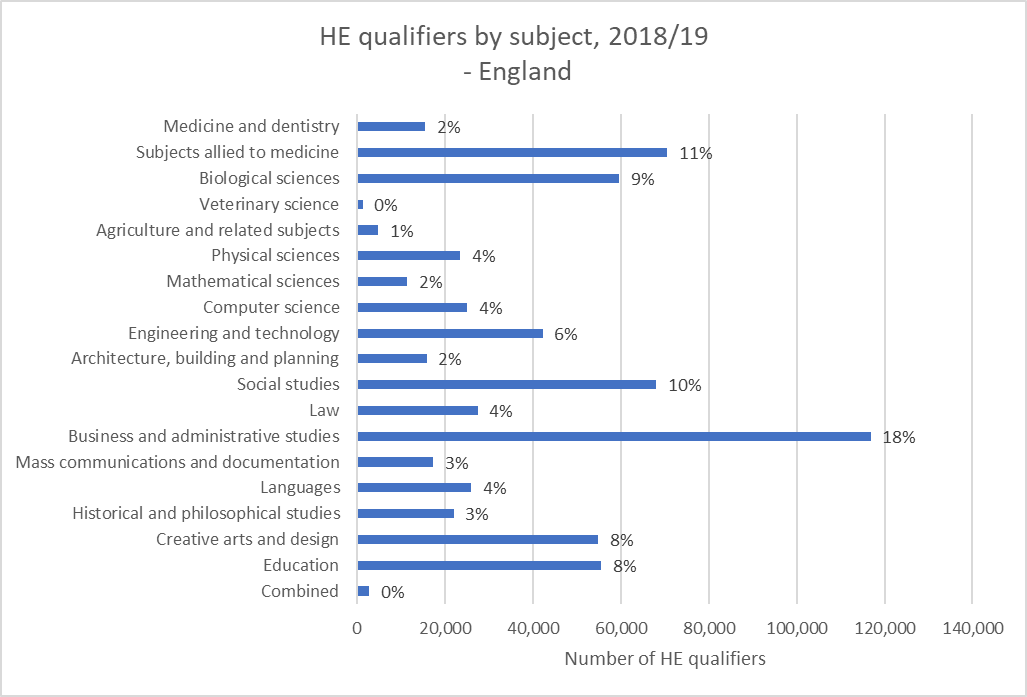 HE qualifiers by subject, 2018/19
- England
Medicine and dentistry 2%
Subjects allied to medicine 11%
Biological sciences 9%
Veterinary science 0%
Agriculture and related subjects 1%
Physical sciences 4%
Mathematical sciences 2%
Computer science 4%
Engineering and technology 6%
Architecture, building and planning 2%
Social studies 10%
Law 4%
Business and administrative studies 18%
Mass communications and documentation 3%
Languages 4%
Historical and philosophical studies 3%
Creative arts and design 8%
Education 8%
Combined 0%
0 20,000 40,000 60,000 80,000 100,000 120,000 140,000
Number of HE qualifiers